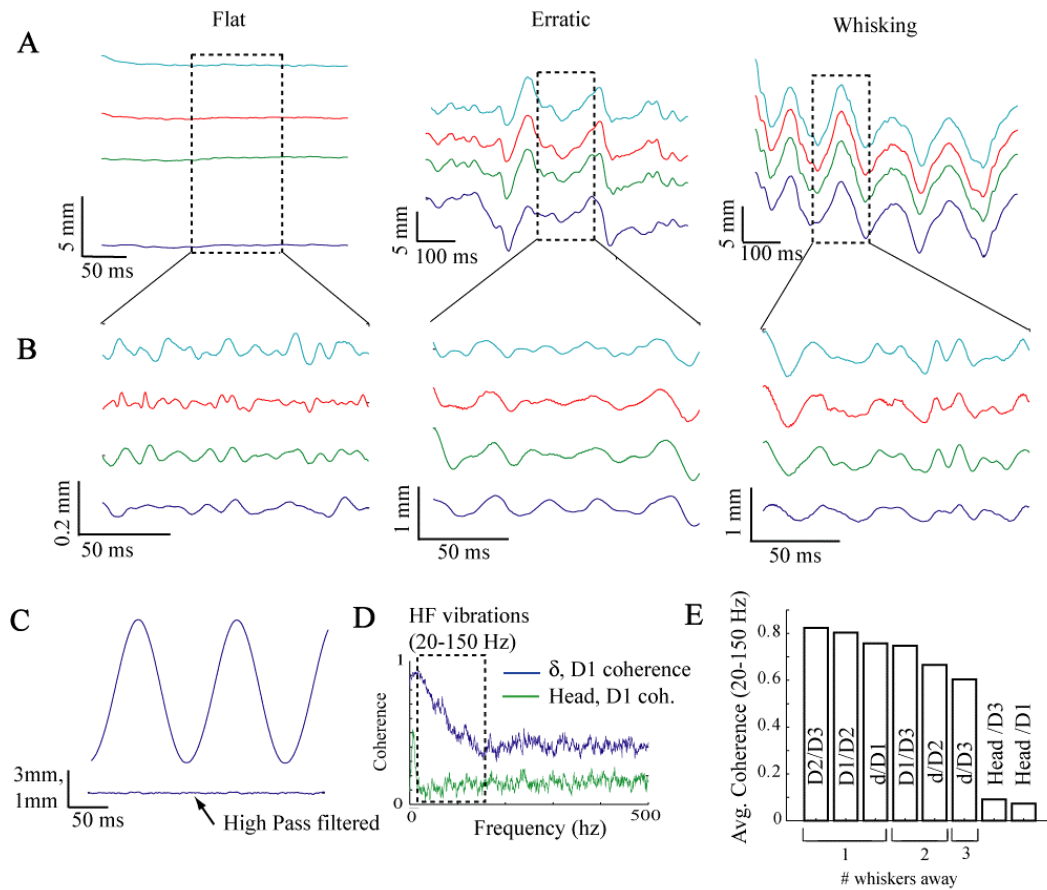 Flat
Erratic
Whisking
A
5 mm
50 ms
5 mm
100 ms
5 mm
100 ms
B
0.2 mm
50 ms
1 mm
50 ms
1 mm
50 ms
C
3mm,
1mm
50 ms
High Pass filtered
D
HF vibrations
(20-150 Hz)
δ, D1 coherence
Head, D1 coh.
Coherence
1
0
0
500
Frequency (hz)
E
Avg. Coherence (20-150 Hz)
0.8
0.6
0.4
0.2
0
D2/D3
D1/D2
d/D1
D1/D3
d/D2
d/D3
Head /D3
Head /D1
1
2
3
# whiskers away